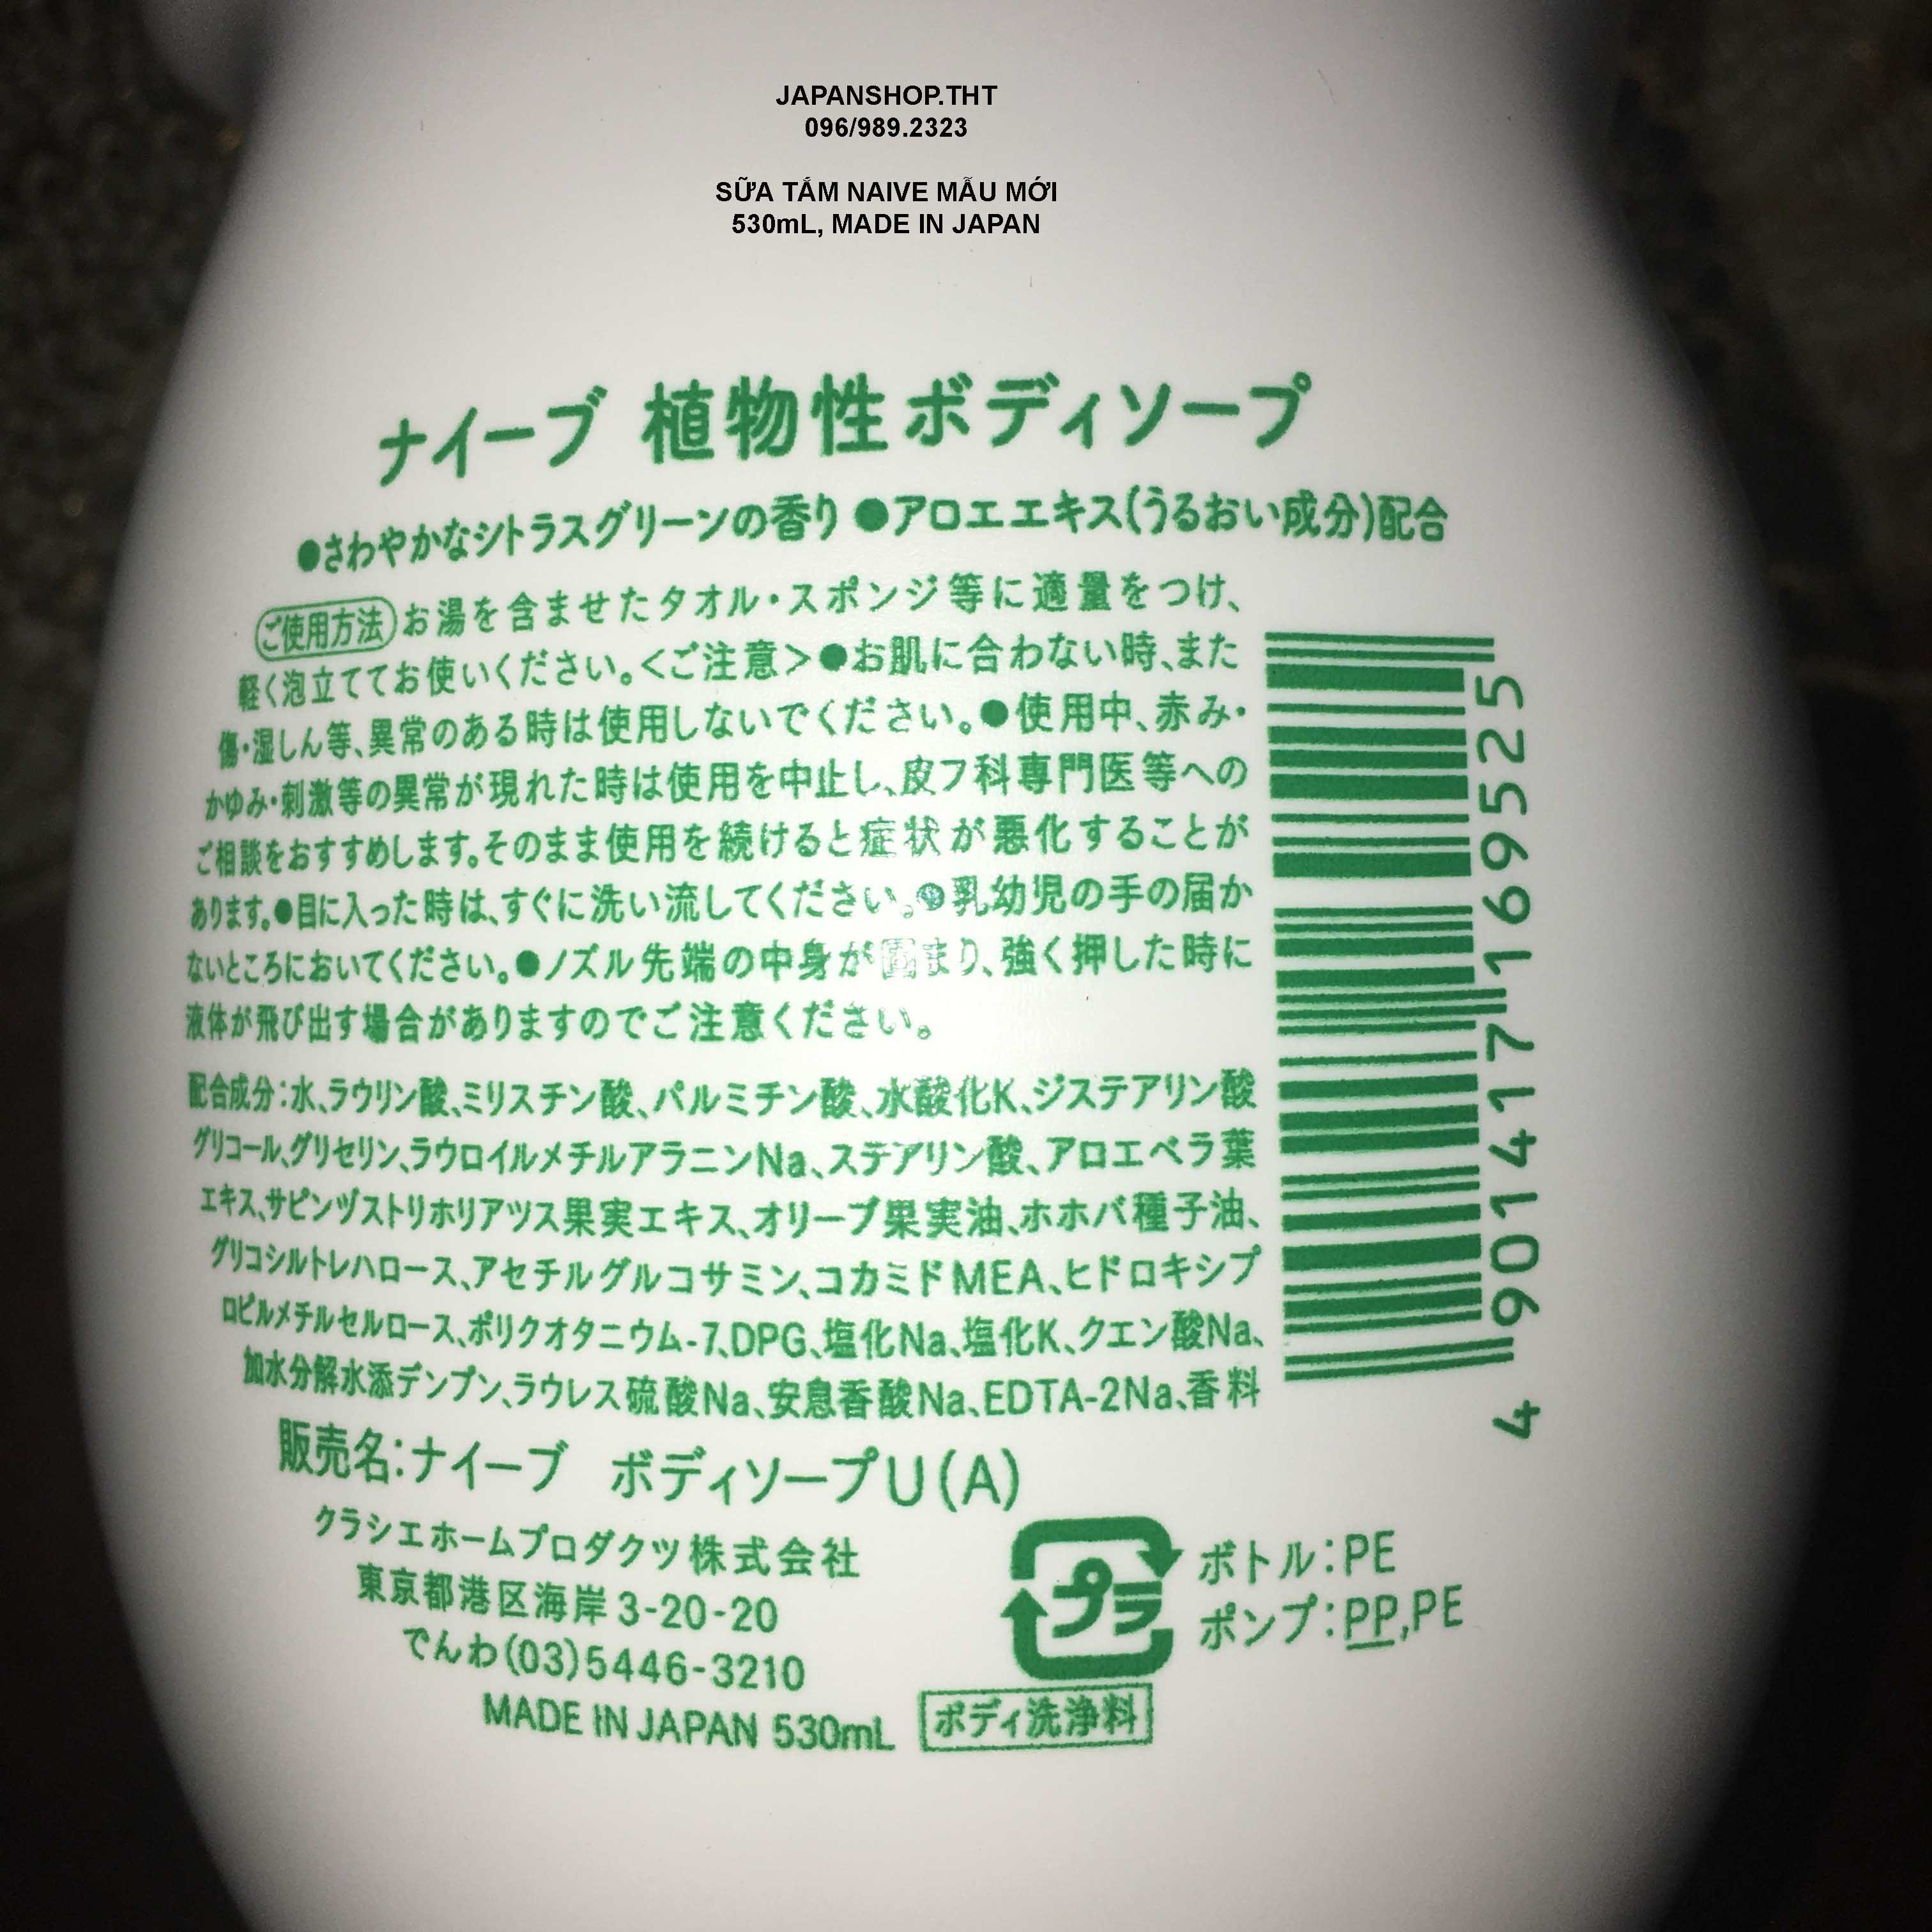 JAPANSHOP.THT
096/989.2323
SỮA TẮM NAIVE MẪU MỚI
530mL, MADE IN JAPAN
ナイーブ 植物性ボディソープ
●さわやかなシトラスグリーンの香り ●アロエエキス(うるおい成分)配合
ご使用方法 お湯を含ませたタオル・スポンジ等に適量をつけ、
軽く泡立ててお使いください。<ご注意>●お肌に合わない時、また
傷・湿しん等、異常のある時は使用しないでください。●使用中、赤み・
かゆみ・刺激等の異常が現れた時は使用を中止し、皮フ科専門医等への
ご相談をおすすめします。そのまま使用を続けると症状が悪化することが
あります。●目に入った時は、すぐに洗い流してください。●乳幼児の手の届か
ないところにおいてください。●ノズル先端の中身が固まり、強く押した時に
液体が飛び出す場合がありますのでご注意ください。
配合成分:水、ラウリン酸、ミリスチン酸、パルミチン酸、水酸化K、ジステアリン酸
グリコール、グリセリン、ラウロイルメチルアラニンNa、ステアリン酸、アロエベラ葉
エキス、サピンヅストリホリアツス果実エキス、オリーブ果実油、ホホバ種子油、
グリコシルトレハロース、アセチルグルコサミン、コカミドMEA、ヒドロキシプ
ロピルメチルセルロース、ポリクオタニウム-7、DPG、塩化Na、塩化K、クエン酸Na、
加水分解水添デンプン、ラウレス硫酸Na、安息香酸Na、EDTA-2Na、香料
販売名:ナイーブ ボディソープU(A)
クラシエホームプロダクツ株式会社
東京都港区海岸3-20-20
でんわ(03)5446-3210
MADE IN JAPAN 530mL
ボディ洗浄料
プラ
ボトル:PE
ポンプ:PP,PE
4 901417 169525